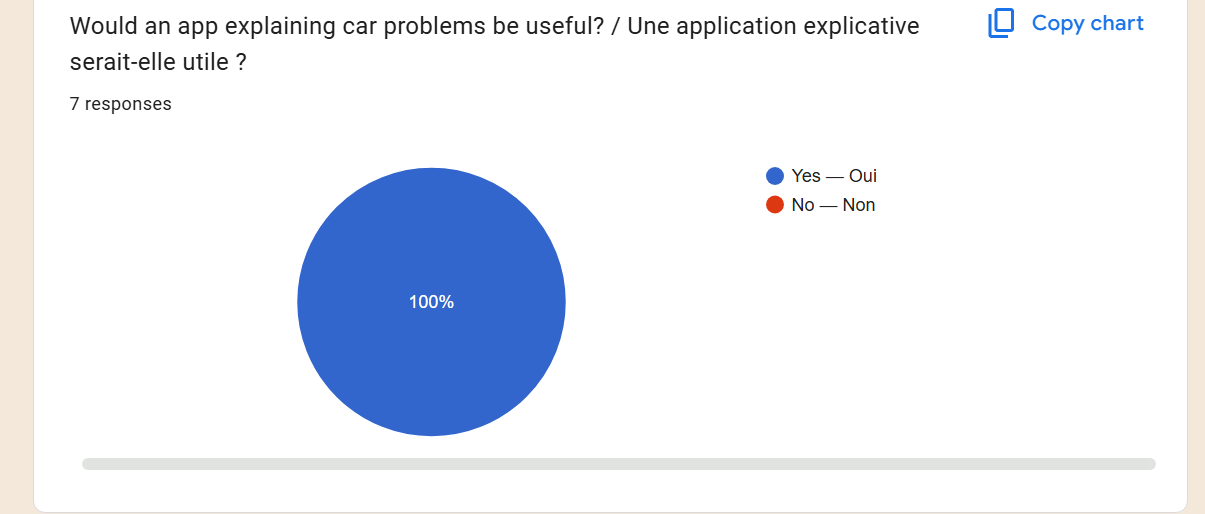 Would an app explaining car problems be useful? / Une application explicative
serait-elle utile ?
Copy chart
7 responses
Yes — Oui
No — Non
100%